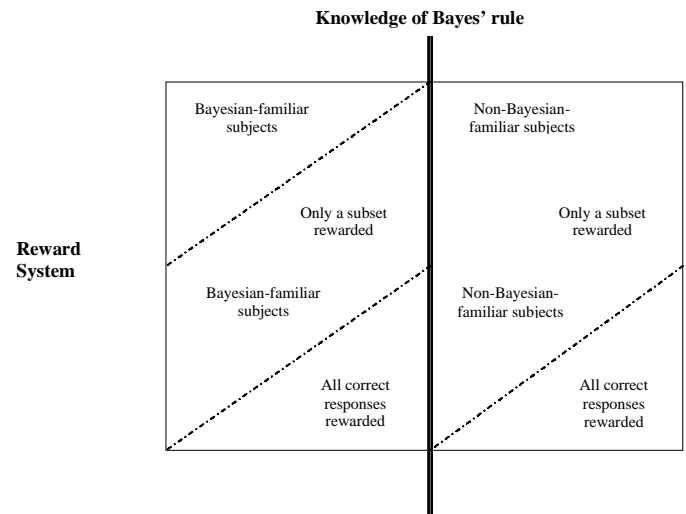 Knowledge of Bayes' rule
Bayesian-familiar
subjects
Non-Bayesian-
familiar subjects
Only a subset
rewarded
Only a subset
rewarded
Reward
System
Bayesian-familiar
subjects
Non-Bayesian-
familiar subjects
All correct
responses
rewarded
All correct
responses
rewarded